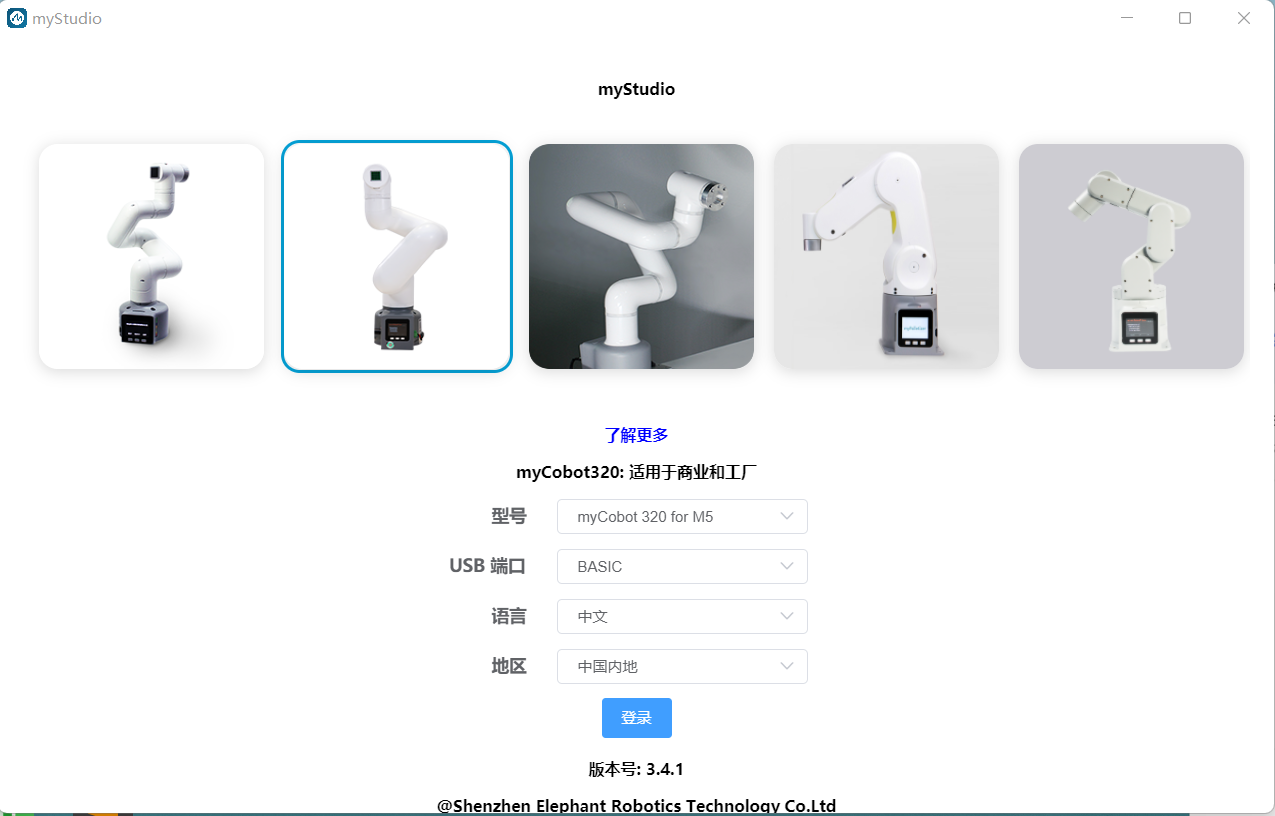 myStudio
myStudio
了解更多
myCobot320: 适用于商业和工厂
型号 myCobot 320 for M5
USB 端口 BASIC
语言 中文
地区 中国内地
登录
版本号: 3.4.1
@Shenzhen Elephant Robotics Technology Co.Ltd